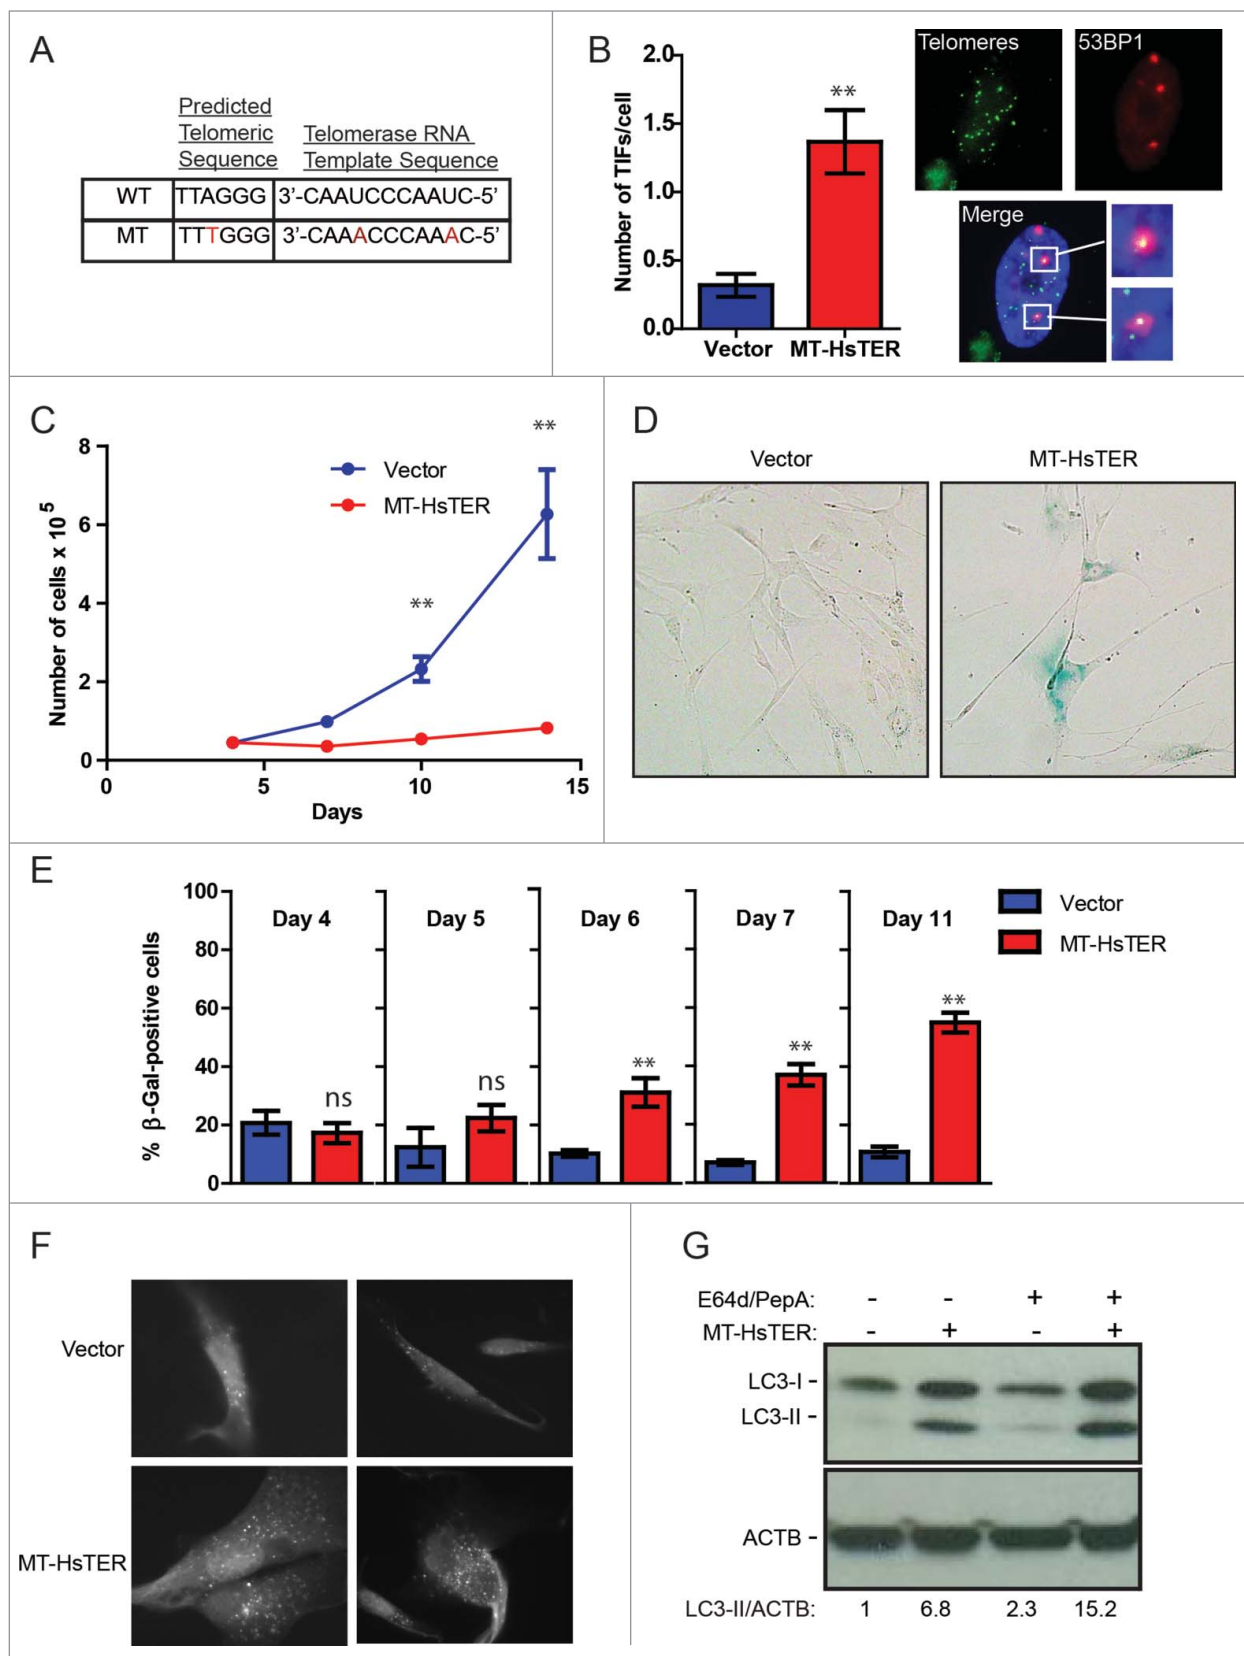 A
Predicted
Telomeric
Sequence
Telomerase RNA
Template Sequence
WT TTAGGG 3'-CAAUCCCAAUC-5'
MT TTTGGG 3'-CAAACCCAAAC-5'
B
Number of TIFs/cell
2.0
1.5
1.0
0.5
0.0
**
Vector MT-HsTER
Telomeres
53BP1
Merge
C
Number of cells x 10 5
8
6
4
2
0
Vector
MT-HsTER
**
**
0 5 10 15
Days
D
Vector MT-HsTER
E
% β-Gal-positive cells
100
80
60
40
20
0
Day 4 Day 5 Day 6 Day 7 Day 11
ns ns ** ** **
Vector
MT-HsTER
F
Vector
MT-HsTER
G
E64d/PepA: - - + +
MT-HsTER: - + - +
LC3-I -
LC3-II -
ACTB -
LC3-II/ACTB: 1 6.8 2.3 15.2